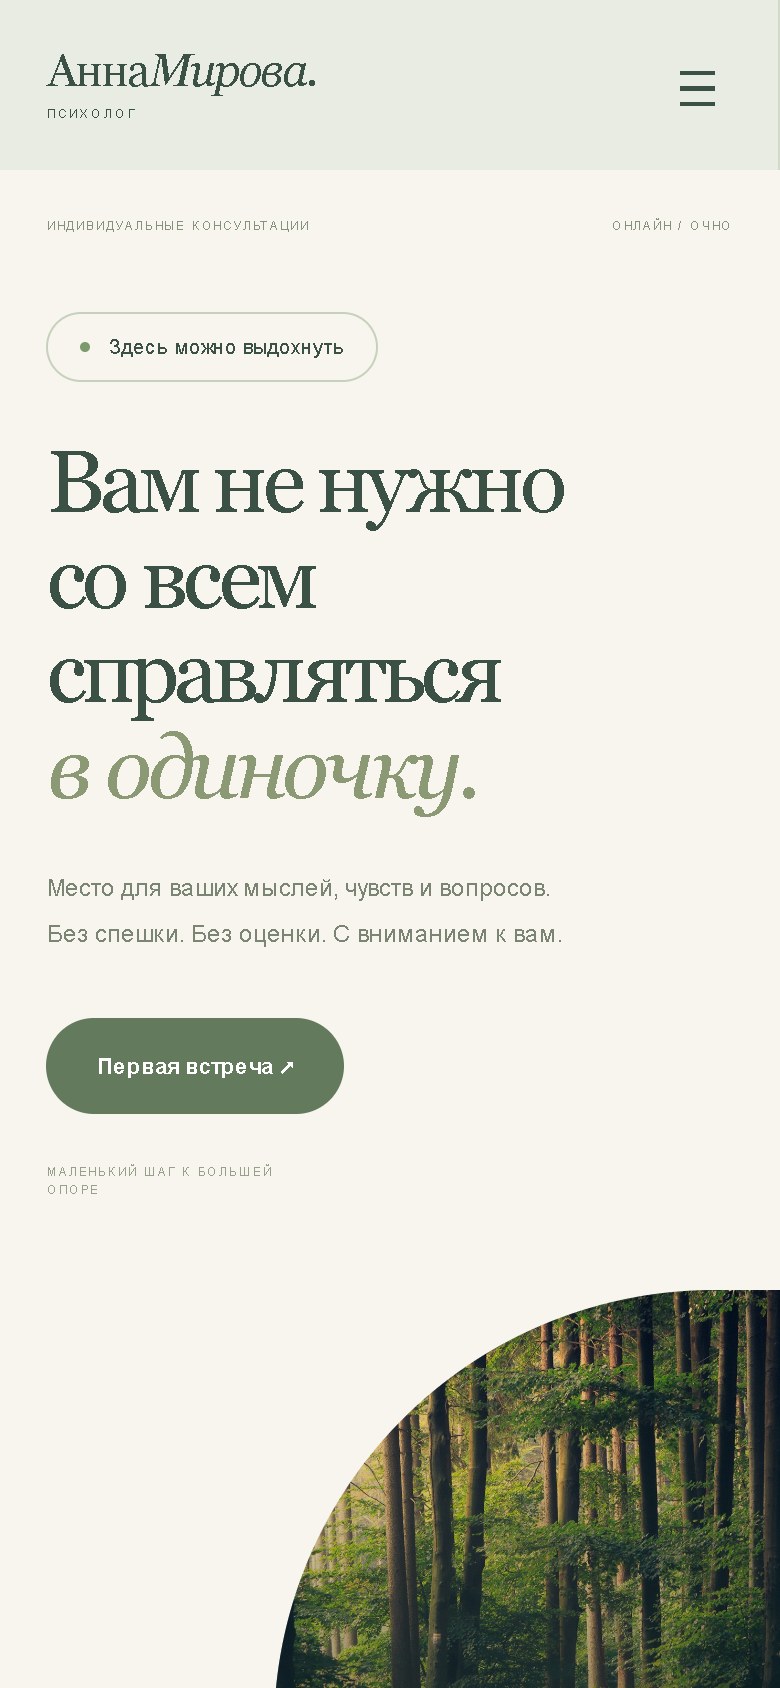 АннаМирова.
ПСИХОЛОГ
ИНДИВИДУАЛЬНЫЕ КОНСУЛЬТАЦИИ
ОНЛАЙН / ОЧНО
Здесь можно выдохнуть
Вам не нужно
со всем
справляться
в одиночку.
Место для ваших мыслей, чувств и вопросов.
Без спешки. Без оценки. С вниманием к вам.
Первая встреча ↗
МАЛЕНЬКИЙ ШАГ К БОЛЬШЕЙ
ОПОРЕ